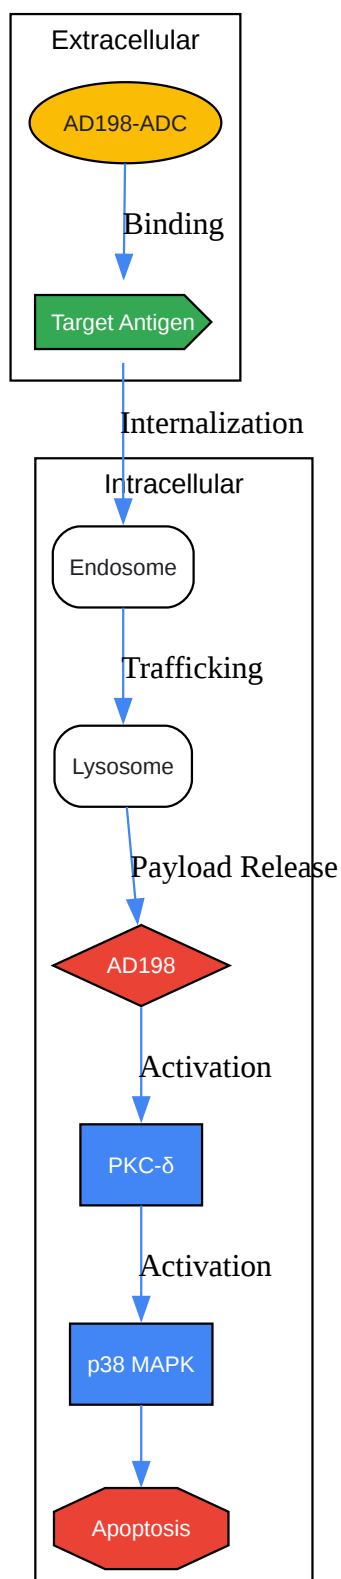 Extracellular
AD198-ADC
Binding
Target Antigen
Internalization
Intracellular
Endosome
Trafficking
Lysosome
Payload Release
AD198
Activation
PKC-δ
Activation
p38 MAPK
Apoptosis